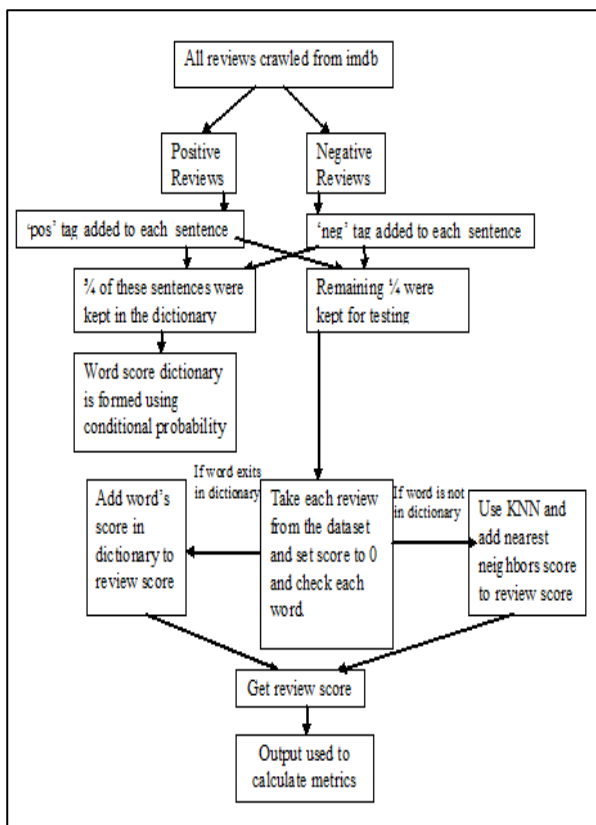 All reviews crawled from imdb
Positive
Reviews
Negative
Reviews
'pos' tag added to each sentence
'neg' tag added to each sentence
¾ of these sentences were
kept in the dictionary
Remaining ¼ were
kept for testing
Word score dictionary
is formed using
conditional probability
If word exits
in dictionary
If word is not
in dictionary
Add word's
score in
dictionary to
review score
Take each review
from the dataset
and set score to 0
and check each
word.
Use KNN and
add nearest
neighbors score
to review score
Get review score
Output used to
calculate metrics